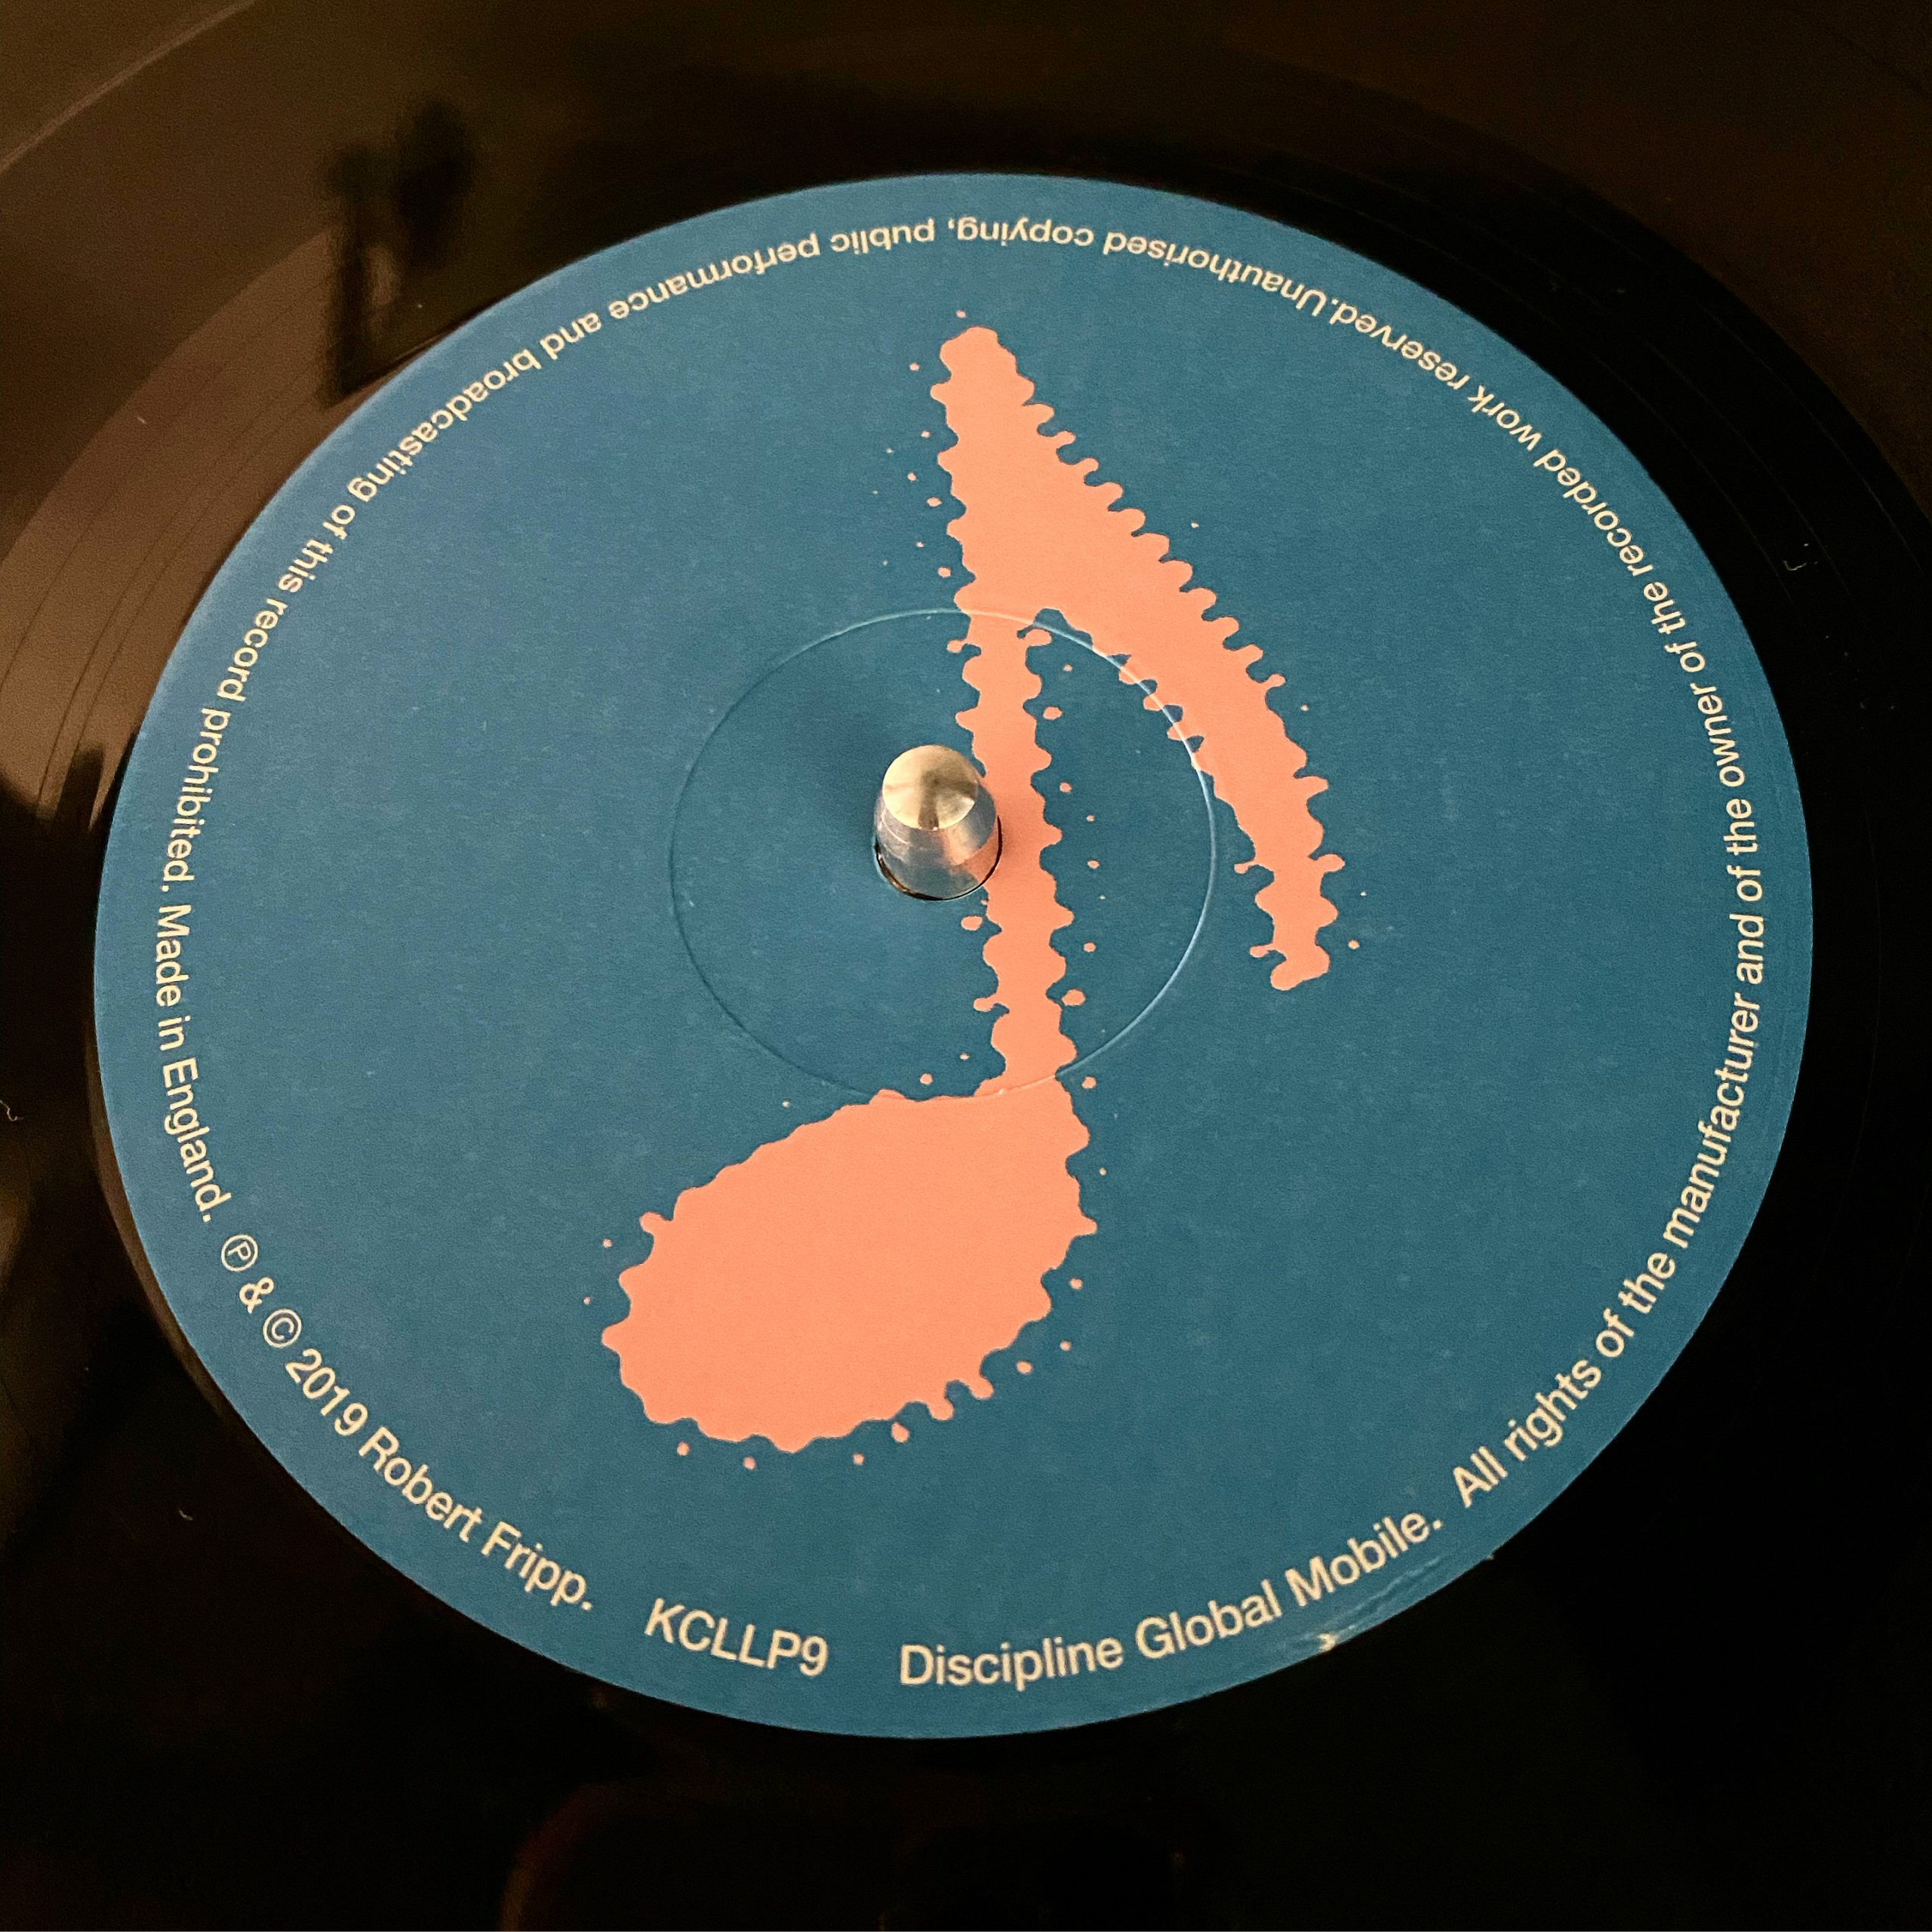 Discipline Global Mobile. All rights of the manufacturer and of the owner of the recorded work reserved.Unauthorised copying, public performance and broadcasting of this record prohibited. Made in England. ℗ & © 2019 Robert Fripp.
KCLLP9